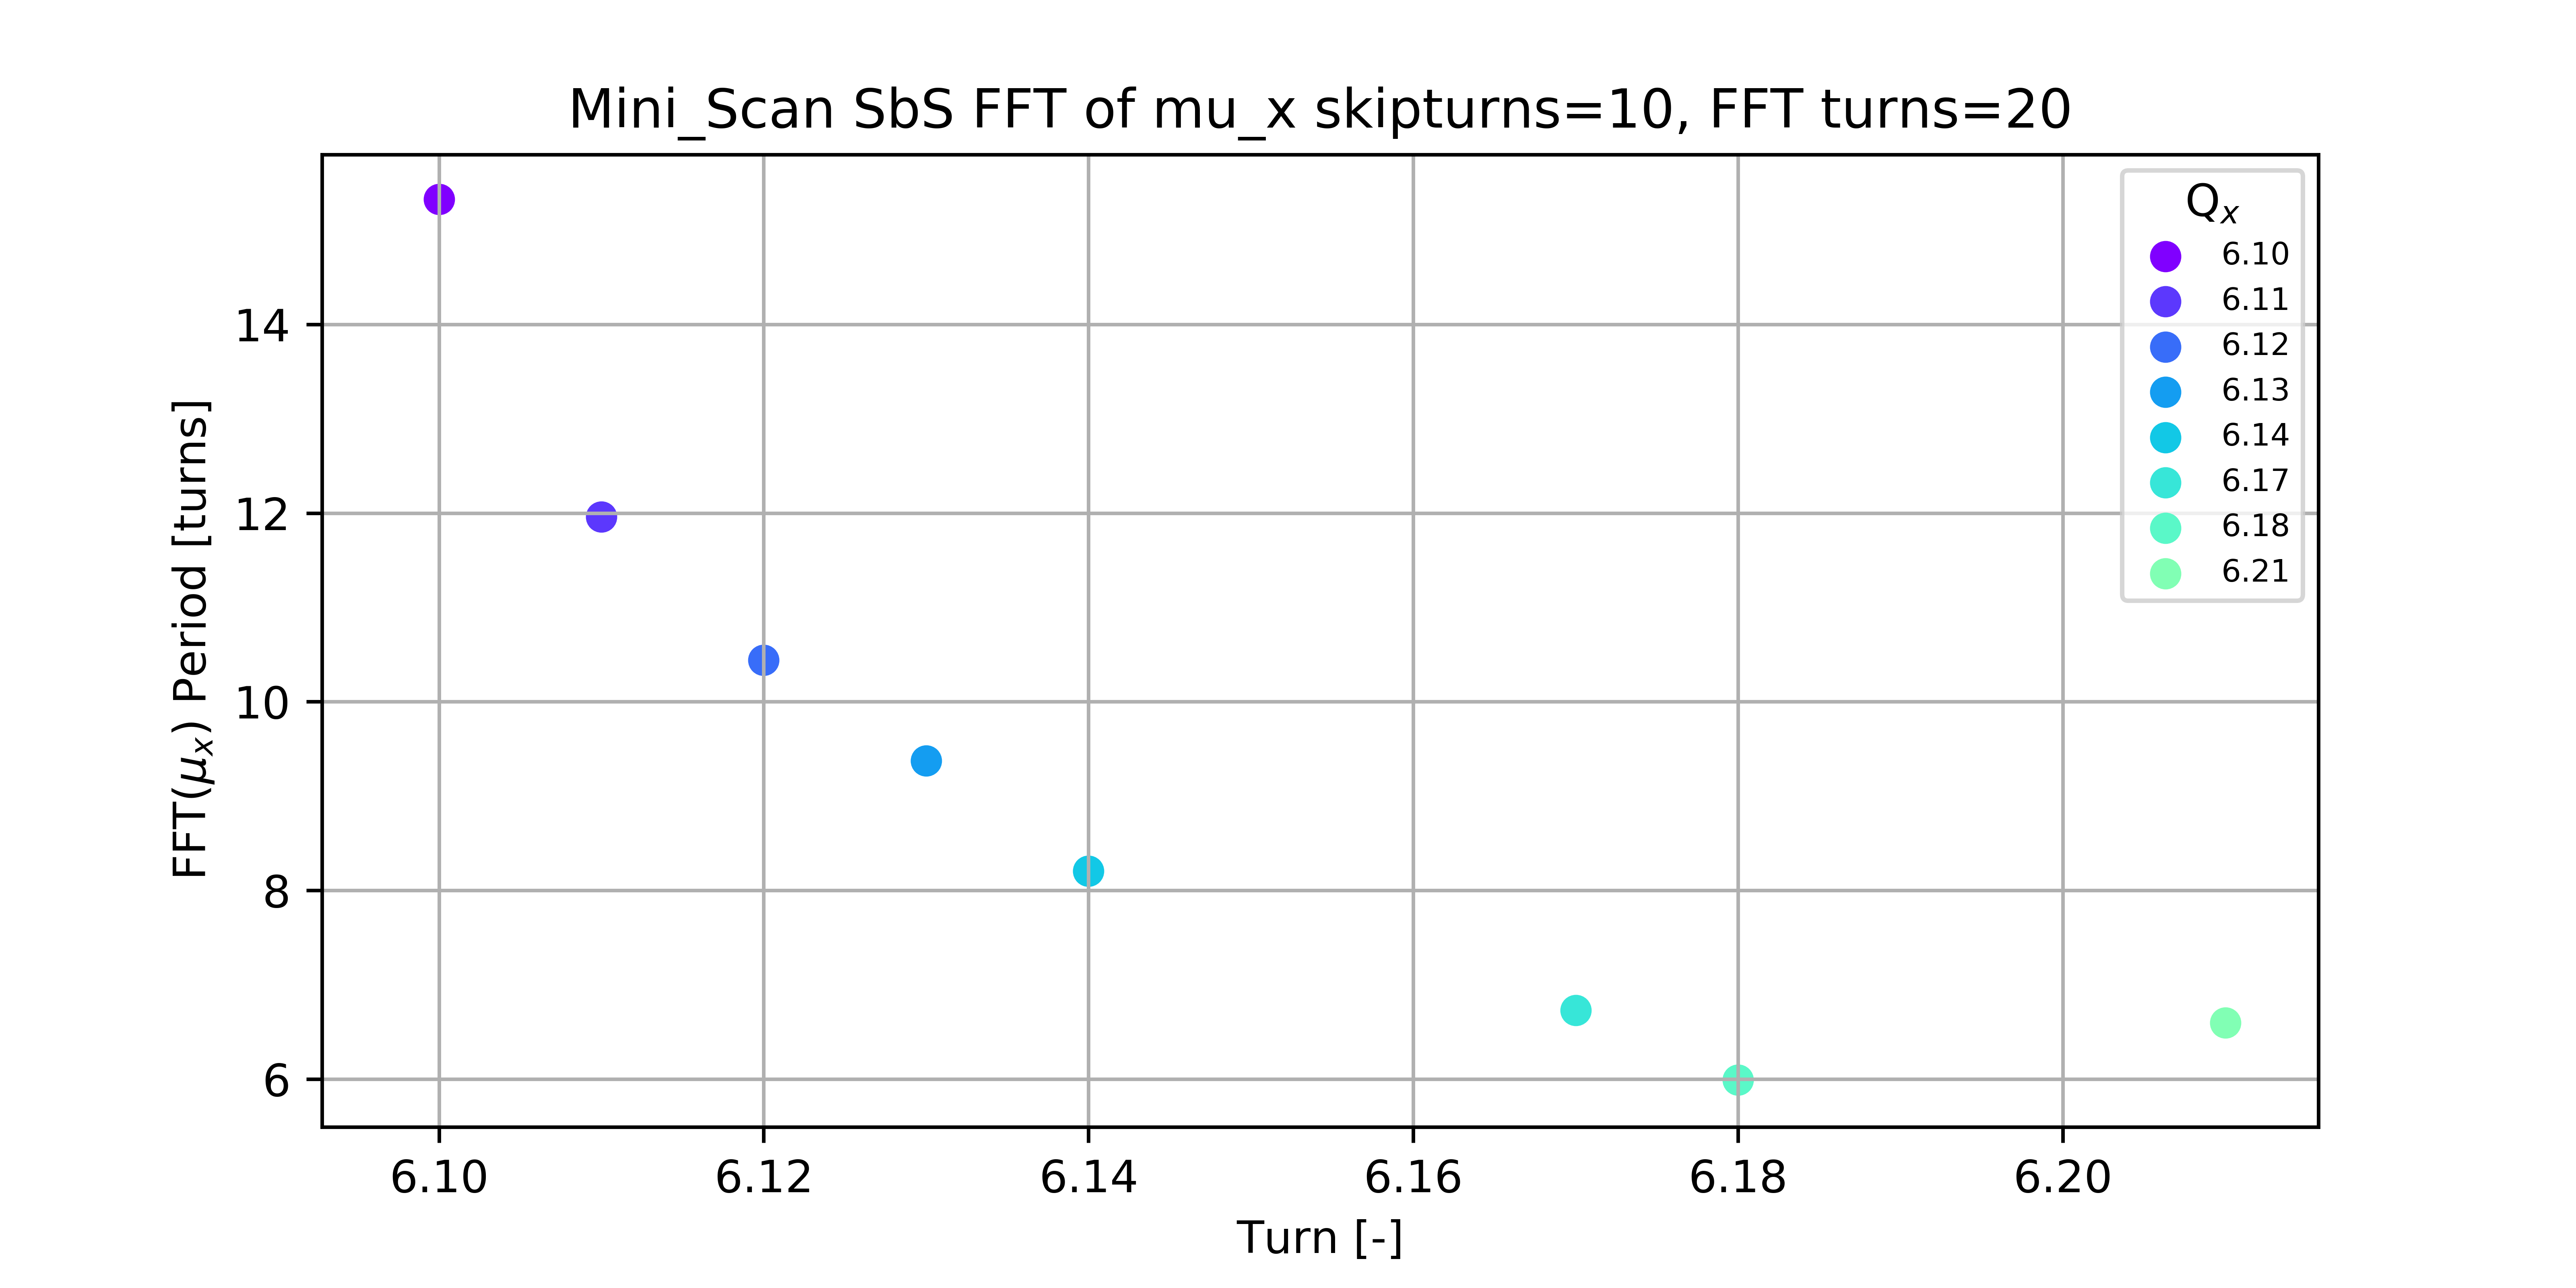 Mini_Scan SbS FFT of mu_x skipturns=10, FFT turns=20
FFT(μₓ) Period [turns]
14
12
10
8
6
Qₓ
6.10
6.11
6.12
6.13
6.14
6.17
6.18
6.21
6.10 6.12 6.14 6.16 6.18 6.20
Turn [-]